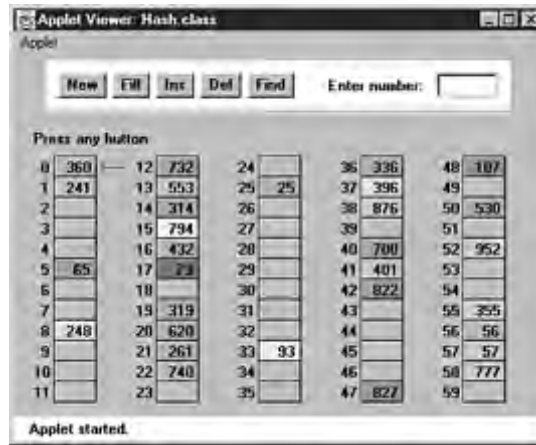 Applet Viewer: Hash.class
Applet
New Fill Ins Del Find Enter number:
Press any button
0 360 12 732 24 36 336 48 107
1 241 13 553 25 25 37 396 49
2 14 314 26 38 876 50 530
3 15 794 27 39 51
4 16 432 28 40 700 52 952
5 65 17 73 29 41 401 53
6 18 30 42 822 54
7 19 319 31 43 55 355
8 248 20 620 32 44 56 56
9 21 261 33 93 45 57 57
10 22 740 34 46 58 777
11 23 35 47 827 59
Applet started.